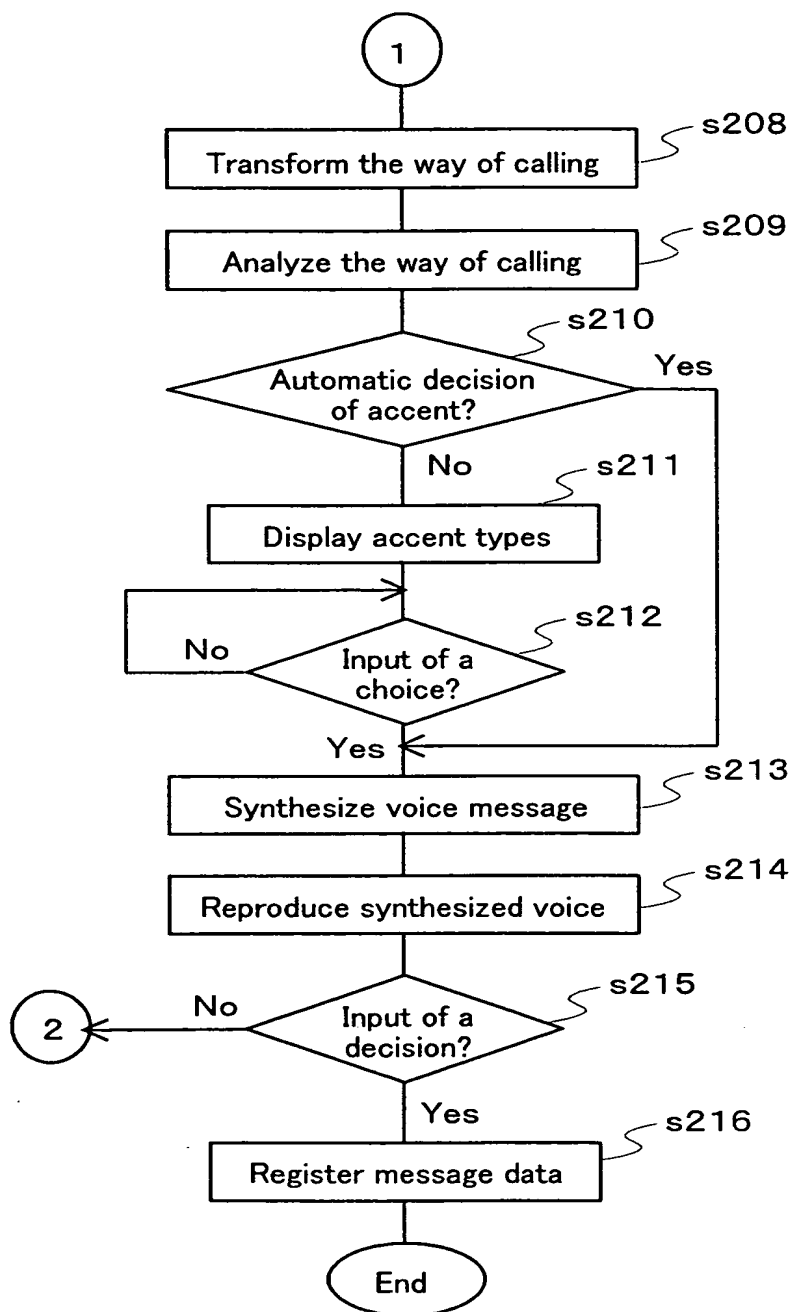 1
s208
Transform the way of calling
s209
Analyze the way of calling
s210
Automatic decision
of accent?
Yes
No
s211
Display accent types
s212
No
Input of a
choice?
Yes
s213
Synthesize voice message
s214
Reproduce synthesized voice
s215
2
No
Input of a
decision?
Yes
s216
Register message data
End